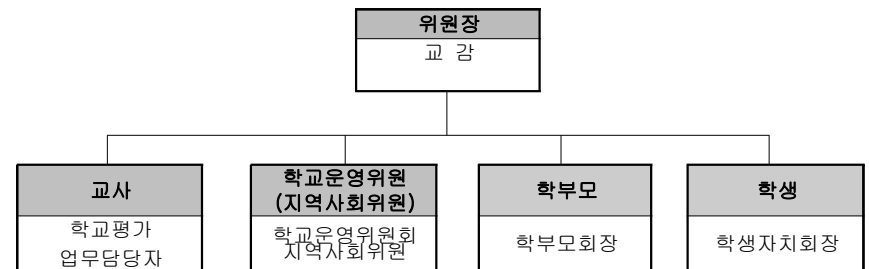 위원장
교 감
교사
학교평가
업무담당자
학교운영위원
(지역사회위원)
학교운영위원회
지역사회위원
학부모
학부모회장
학생
학생자치회장